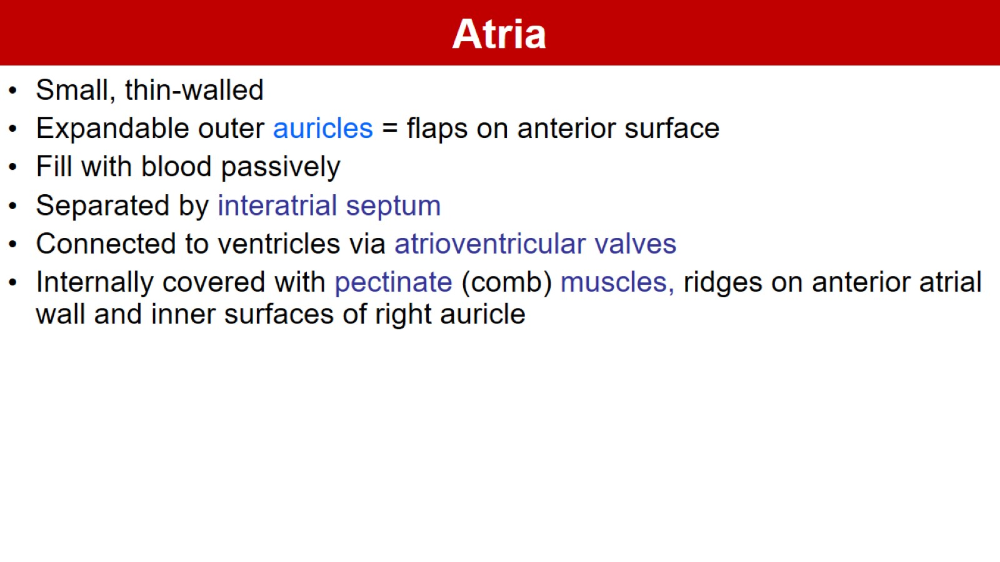 Atria
• Small, thin-walled
• Expandable outer auricles = flaps on anterior surface
• Fill with blood passively
• Separated by interatrial septum
• Connected to ventricles via atrioventricular valves
• Internally covered with pectinate (comb) muscles, ridges on anterior atrial
wall and inner surfaces of right auricle